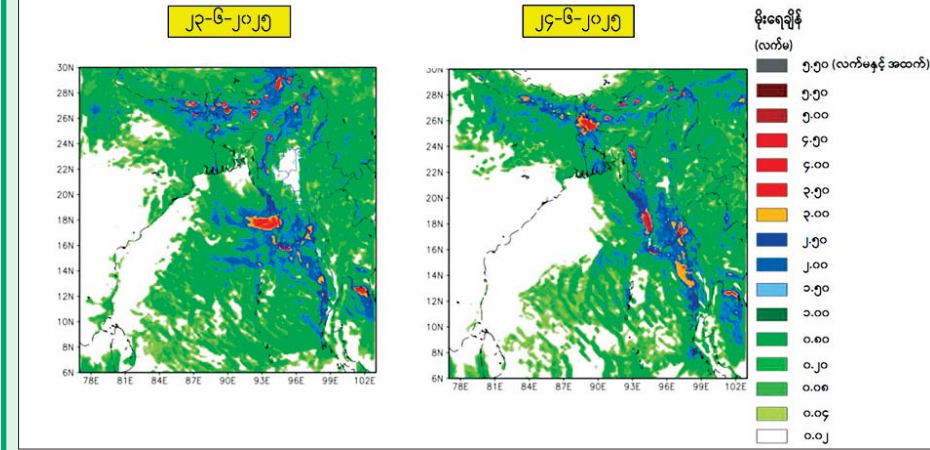 ၂၃-၆-၂၀၂၅
၂၄-၆-၂၀၂၅
30N
28N
26N
24N
22N
20N
18N
16N
14N
12N
10N
8N
6N
78E 81E 84E 87E 90E 93E 96E 99E 102E
30N
28N
26N
24N
22N
20N
18N
16N
14N
12N
10N
8N
6N
78E 81E 84E 87E 90E 93E 96E 99E 102E
မိုးရေချိန်
(လက်မ)
၅.၅၀ (လက်မနှင့် အထက်)
၅.၅၀
၅.၀၀
၄.၅၀
၄.၀၀
၃.၅၀
၃.၀၀
၂.၅၀
၂.၀၀
၁.၅၀
၁.၀၀
၀.၈၀
၀.၂၀
၀.၀၈
၀.၀၄
၀.၀၂